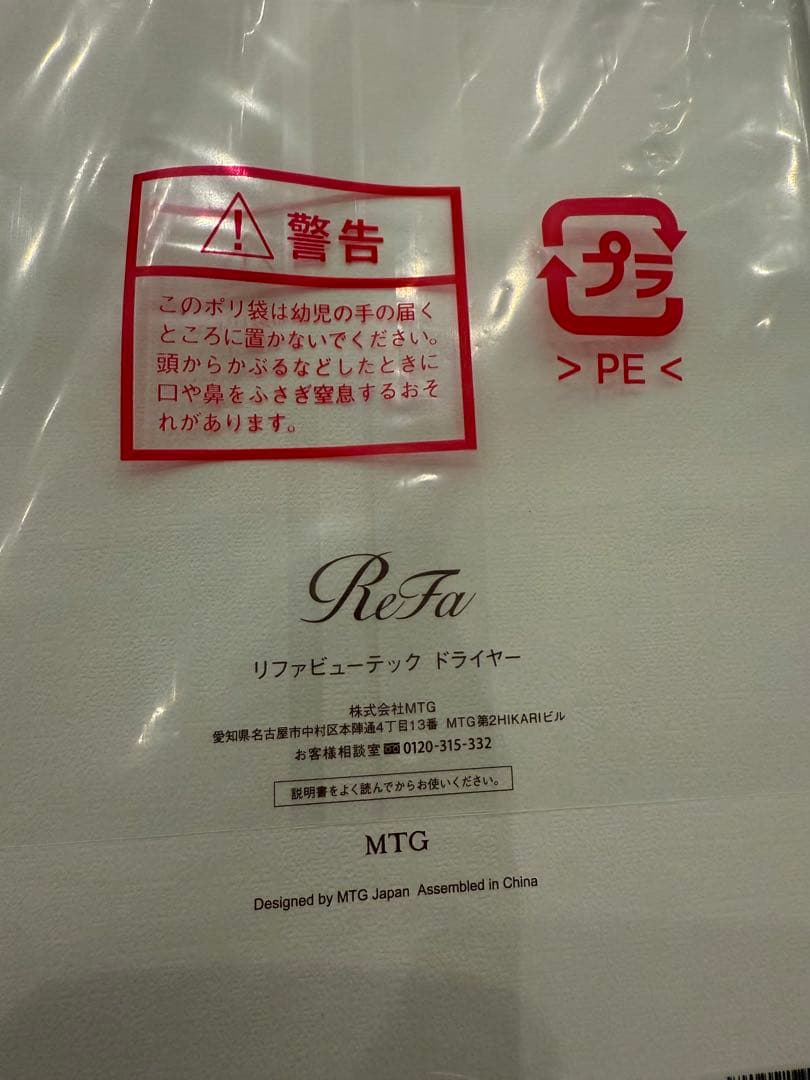 警告
このポリ袋は幼児の手の届く
ところに置かないでください。
頭からかぶるなどしたときに
口や鼻をふさぎ窒息するおそ
れがあります。
プラ
> PE <
ReFa
リファビューテック ドライヤー
株式会社MTG
愛知県名古屋市中村区本陣通4丁目13番 MTG第2HIKARIビル
お客様相談室 0120-315-332
説明書をよく読んでからお使いください。
MTG
Designed by MTG Japan Assembled in China